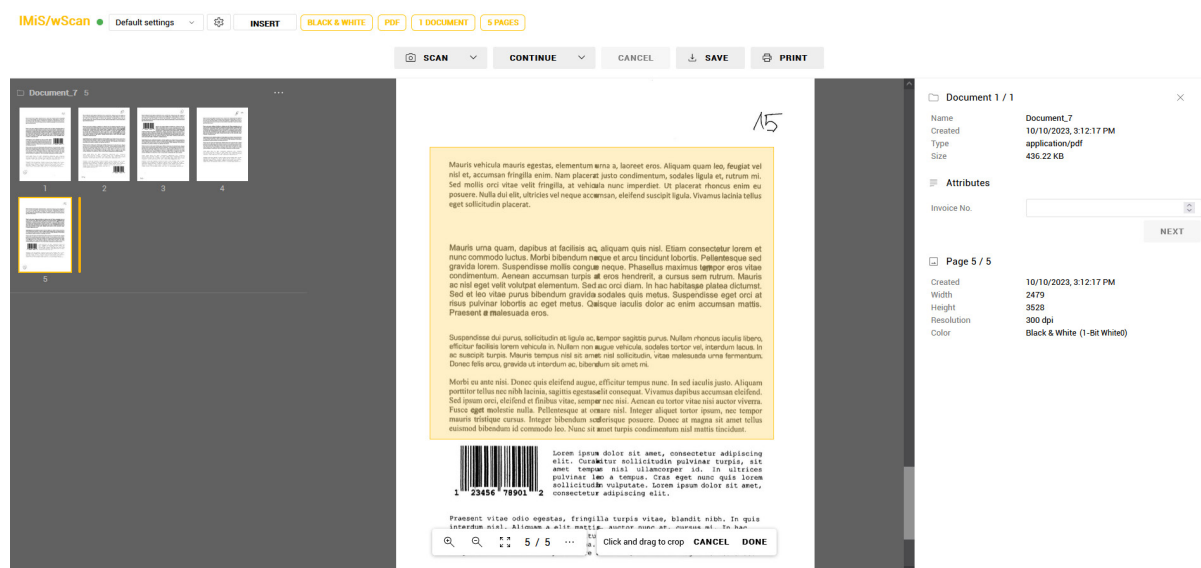 IMiS/wScan
Default settings
INSERT
BLACK & WHITE
PDF
1 DOCUMENT
5 PAGES
SCAN
CONTINUE
CANCEL
SAVE
PRINT
Document_7 5
1
2
3
4
5
15
Mauris vehicula mauris egestas, elementum urna a, laoreet eros. Aliquam quam leo, feugiat vel
nisl et, accumsan fringilla enim. Nam placerat justo condimentum, sodales ligula et, rutrum mi.
Sed mollis orci vitae velit fringilla, at vehicula nunc imperdiet. Ut placerat rhoncus enim eu
posuere. Nulla dui elit, ultricies vel neque accumsan, eleifend suscipit ligula. Vivamus lacinia tellus
eget sollicitudin placerat.
Mauris urna quam, dapibus at facilisis ac, aliquam quis nisl. Etiam consectetur lorem et
nunc commodo luctus. Morbi bibendum neque et arcu tincidunt lobortis. Pellentesque sed
gravida lorem. Suspendisse mollis congue neque. Phasellus maximus tempor eros vitae
condimentum. Aenean accumsan turpis at eros hendrerit, a cursus sem rutrum. Mauris
ac nisl eget velit volutpat elementum. Sed ac orci diam. In hac habitasse platea dictumst.
Sed et leo vitae purus bibendum gravida sodales quis metus. Suspendisse eget orci at
risus pulvinar lobortis ac eget metus. Quisque iaculis dolor ac enim accumsan mattis.
Praesent a malesuada eros.
Suspendisse dui purus, sollicitudin at ligula ac, tempor sagittis purus. Nullam rhoncus iaculis libero,
efficitur facilisis lorem vehicula in. Nullam non augue vehicula, sodales tortor vel, interdum lacus. In
ac suscipit turpis. Mauris tempus nisl sit amet nisl sollicitudin, vitae malesuada urna fermentum.
Donec felis arcu, gravida ut interdum ac, bibendum sit amet mi.
Morbi eu ante nisi. Donec quis eleifend augue, efficitur tempus nunc. In sed iaculis justo. Aliquam
porttitor tellus nec nibh lacinia, sagittis egestas elit consequat. Vivamus dapibus accumsan eleifend.
Sed ipsum orci, eleifend et finibus vitae, semper nec nisi. Aenean eu tortor vitae nisi auctor viverra.
Fusce eget molestie nulla. Pellentesque at ornare nisl. Integer aliquet tortor ipsum, nec tempor
mauris tristique cursus. Integer bibendum scelerisque posuere. Donec at magna sit amet tellus
euismod bibendum id commodo leo. Nunc sit amet turpis condimentum nisl mattis tincidunt.
Lorem ipsum dolor sit amet, consectetur adipiscing
elit. Curabitur sollicitudin pulvinar turpis, sit
amet tempus nisl ullamcorper id. In ultrices
pulvinar leo a tempus. Cras eget nunc quis lorem
sollicitudin vulputate. Lorem ipsum dolor sit amet,
consectetur adipiscing elit.
1 23456 78901 2
Praesent vitae odio egestas, fringilla turpis vitae, blandit nibh. In quis
interdum nisl. Aliquam a elit mattis, auctor nunc at, cursus mi. In hac
5 / 5
Click and drag to crop
CANCEL
DONE
Document 1 / 1
Name Document_7
Created 10/10/2023, 3:12:17 PM
Type application/pdf
Size 436.22 KB
Attributes
Invoice No.
NEXT
Page 5 / 5
Created 10/10/2023, 3:12:17 PM
Width 2479
Height 3528
Resolution 300 dpi
Color Black & White (1-Bit White0)